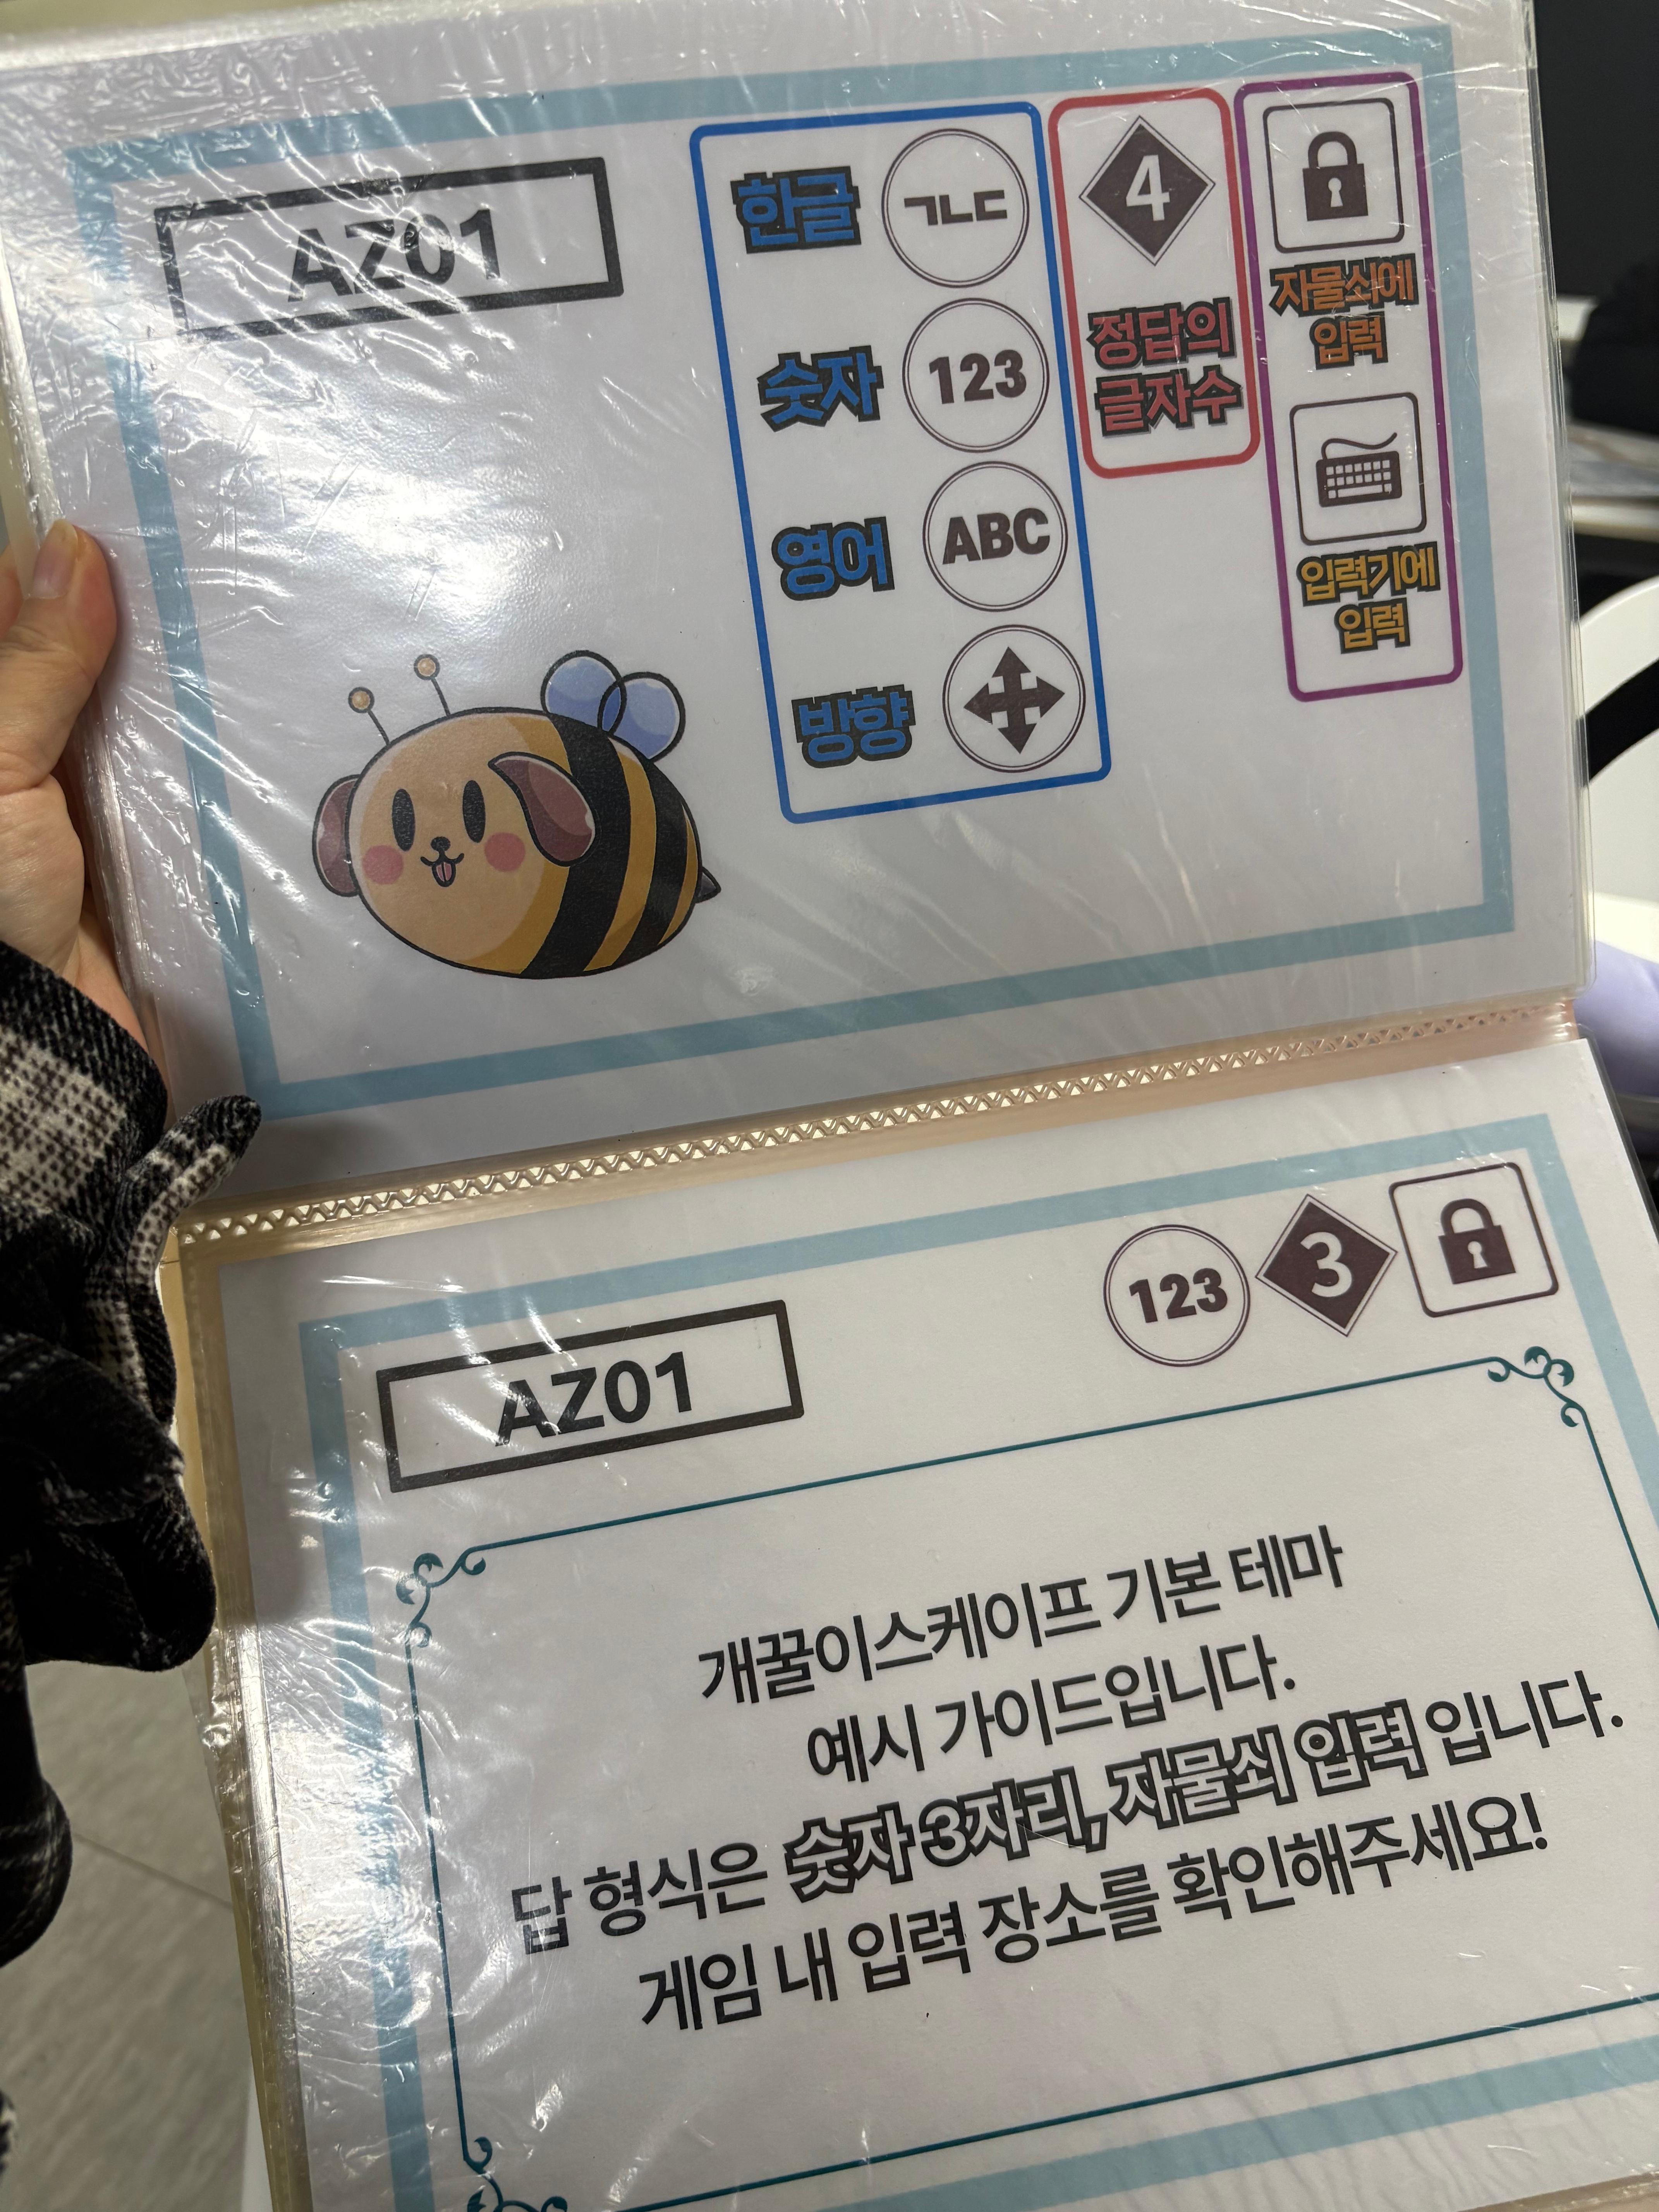 AZ01
한글 ㄱㄴㄷ
숫자 123
영어 ABC
방향
4
정답의
글자수
자물쇠에
입력
입력기에
입력
123 3
AZ01
개꿀이스케이프 기본 테마
예시 가이드입니다.
답 형식은 숫자 3자리, 자물쇠 입력 입니다.
게임 내 입력 장소를 확인해주세요!